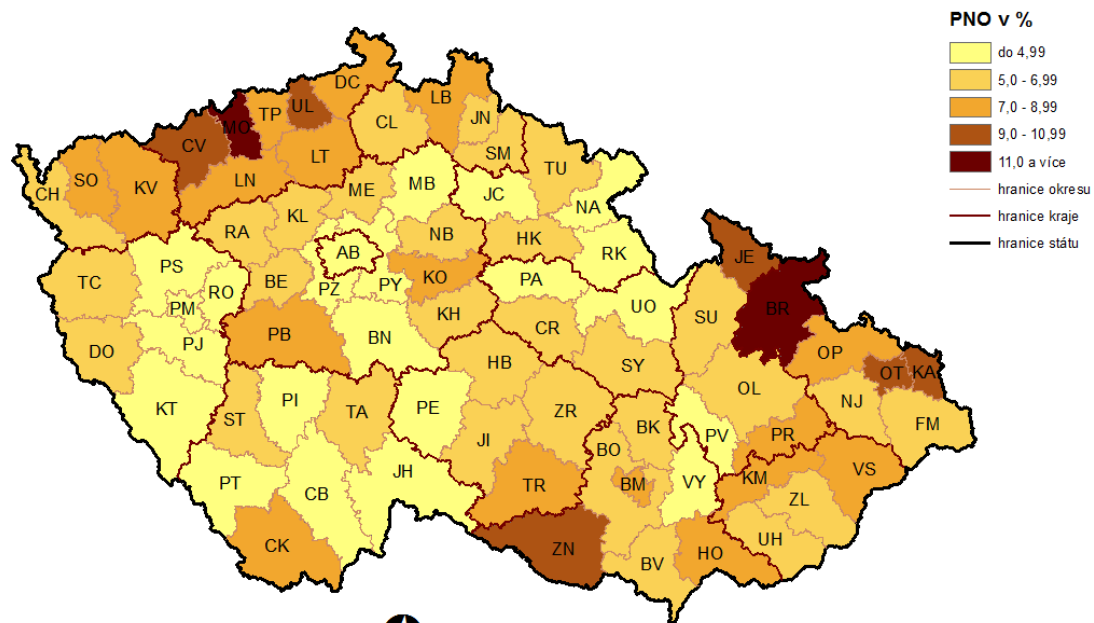 PNO v %
do 4,99
5,0 - 6,99
7,0 - 8,99
9,0 - 10,99
11,0 a více
hranice okresu
hranice kraje
hranice státu
DC
UL
LB
TP
MO
JN
CL
CV
LT
SM
TU
LN
SO
KV
CH
ME
MB
JC
NA
KL
RA
NB
HK
AB
RK
JE
PS
KO
TC
RO
BE
PZ
PY
PA
UO
BR
PM
SU
KH
CR
PB
BN
PJ
DO
OP
HB
SY
OT
KA
OL
KT
PI
PE
NJ
ST
TA
ZR
FM
BK
PV
PR
JI
BO
VS
JH
KM
PT
TR
BM
VY
CB
ZL
UH
CK
ZN
HO
BV